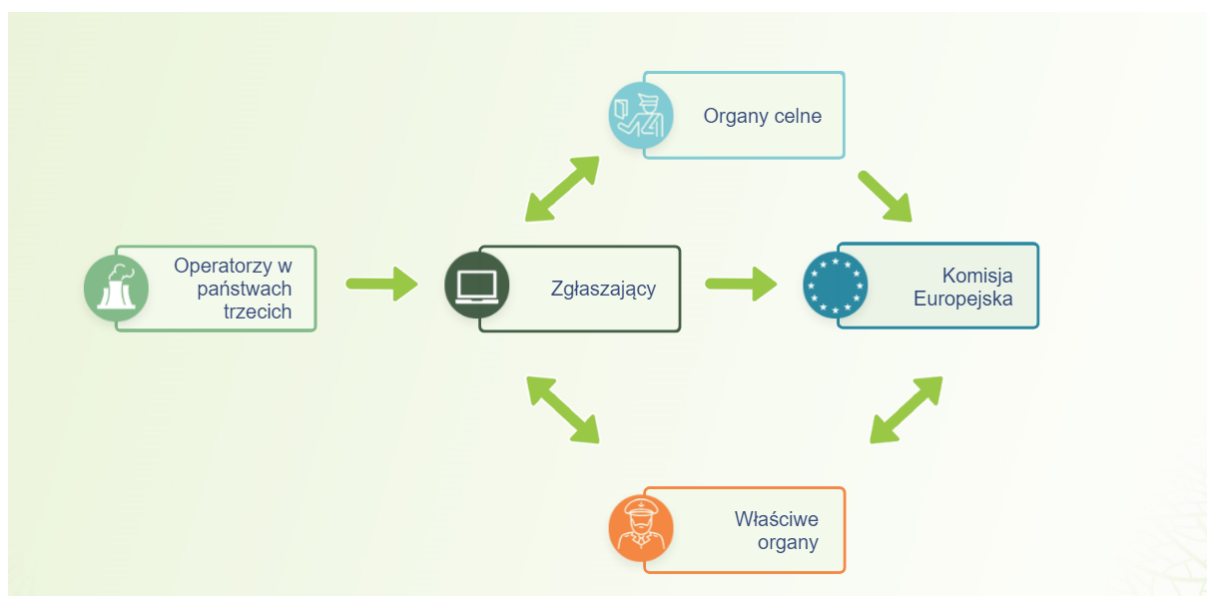 Organy celne
Operatorzy w
państwach
trzecich
Zgłaszający
Komisja
Europejska
Właściwe
organy